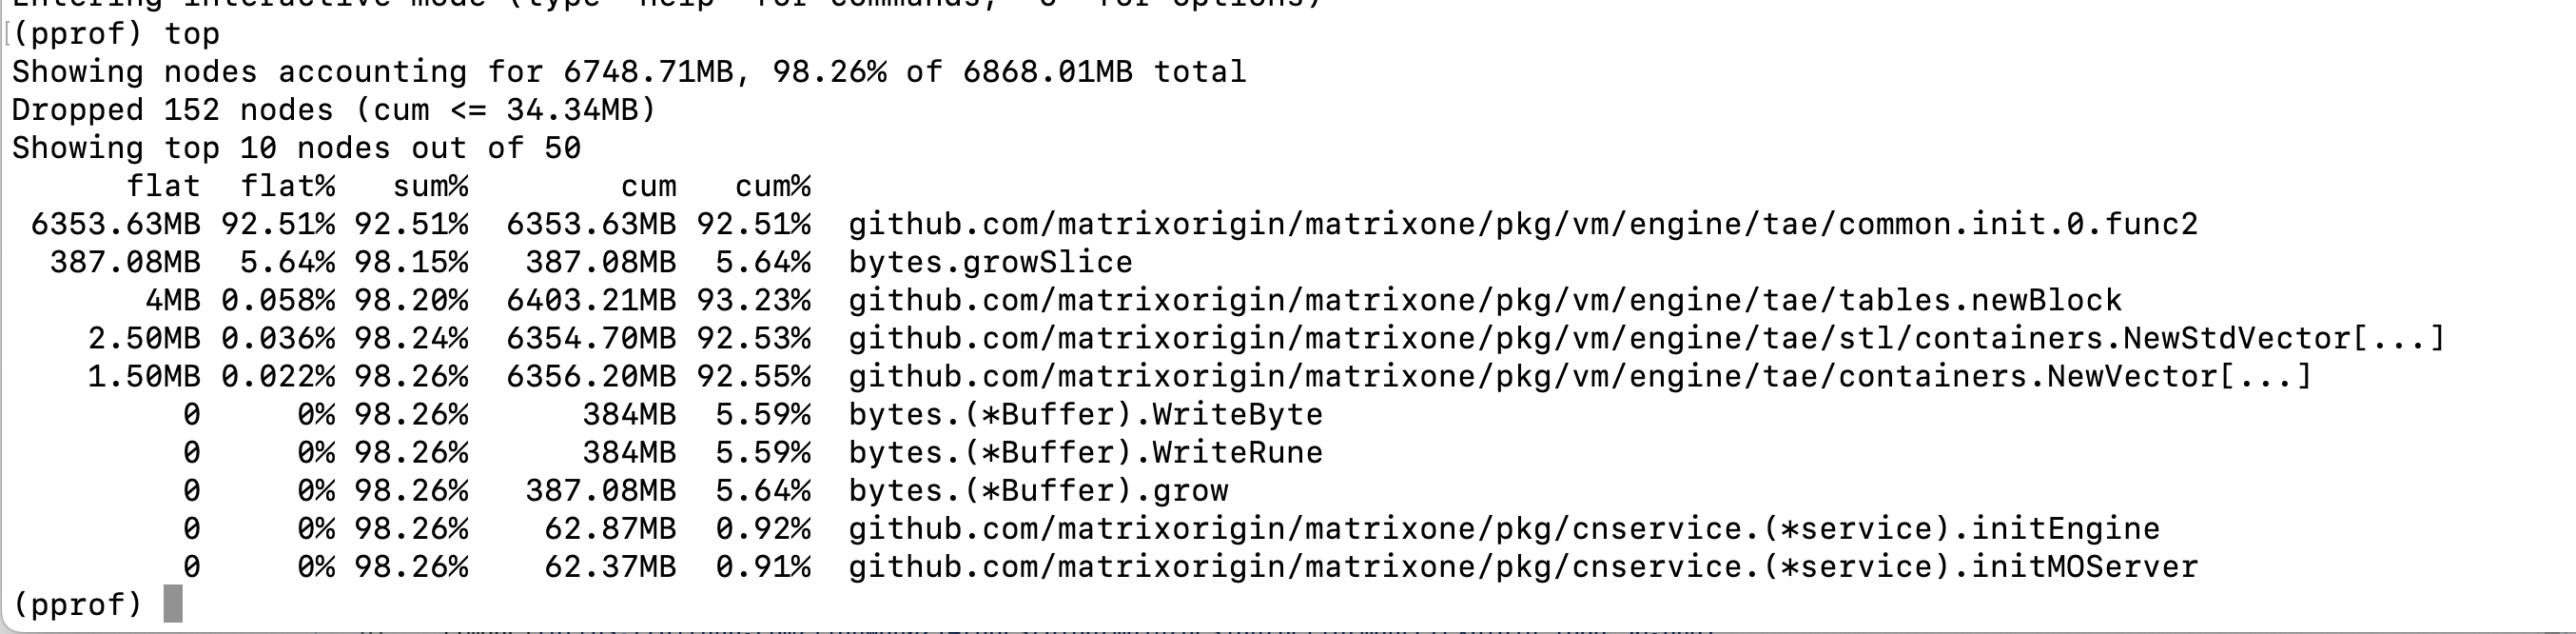 Entering interactive mode (type "help" for commands, "o" for options)
(pprof) top
Showing nodes accounting for 6748.71MB, 98.26% of 6868.01MB total
Dropped 152 nodes (cum <= 34.34MB)
Showing top 10 nodes out of 50
flat flat% sum% cum cum%
6353.63MB 92.51% 92.51% 6353.63MB 92.51% github.com/matrixorigin/matrixone/pkg/vm/engine/tae/common.init.0.func2
387.08MB 5.64% 98.15% 387.08MB 5.64% bytes.growSlice
4MB 0.058% 98.20% 6403.21MB 93.23% github.com/matrixorigin/matrixone/pkg/vm/engine/tae/tables.newBlock
2.50MB 0.036% 98.24% 6354.70MB 92.53% github.com/matrixorigin/matrixone/pkg/vm/engine/tae/stl/containers.NewStdVector[...]
1.50MB 0.022% 98.26% 6356.20MB 92.55% github.com/matrixorigin/matrixone/pkg/vm/engine/tae/containers.NewVector[...]
0 0% 98.26% 384MB 5.59% bytes.(*Buffer).WriteByte
0 0% 98.26% 384MB 5.59% bytes.(*Buffer).WriteRune
0 0% 98.26% 387.08MB 5.64% bytes.(*Buffer).grow
0 0% 98.26% 62.87MB 0.92% github.com/matrixorigin/matrixone/pkg/cnservice.(*service).initEngine
0 0% 98.26% 62.37MB 0.91% github.com/matrixorigin/matrixone/pkg/cnservice.(*service).initMOServer
(pprof)